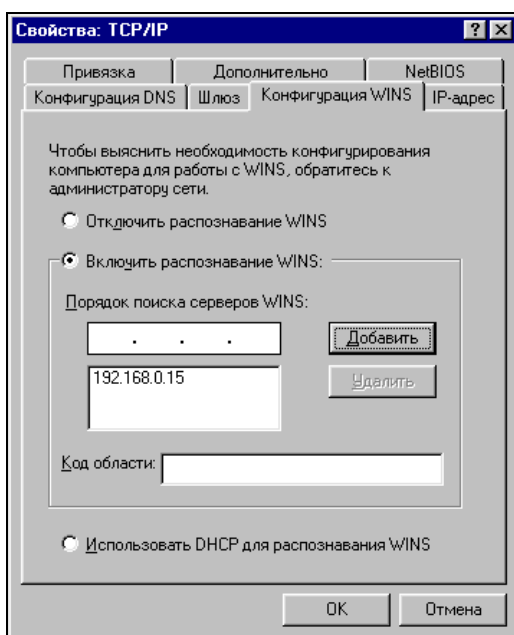 Свойства: TCP/IP
Привязка Дополнительно NetBIOS
Конфигурация DNS Шлюз Конфигурация WINS IP-адрес
Чтобы выяснить необходимость конфигурирования
компьютера для работы с WINS, обратитесь к
администратору сети.
Отключить распознавание WINS
Включить распознавание WINS:
Порядок поиска серверов WINS:
. . . Добавить
192.168.0.15 Удалить
Код области:
Использовать DHCP для распознавания WINS
OK Отмена